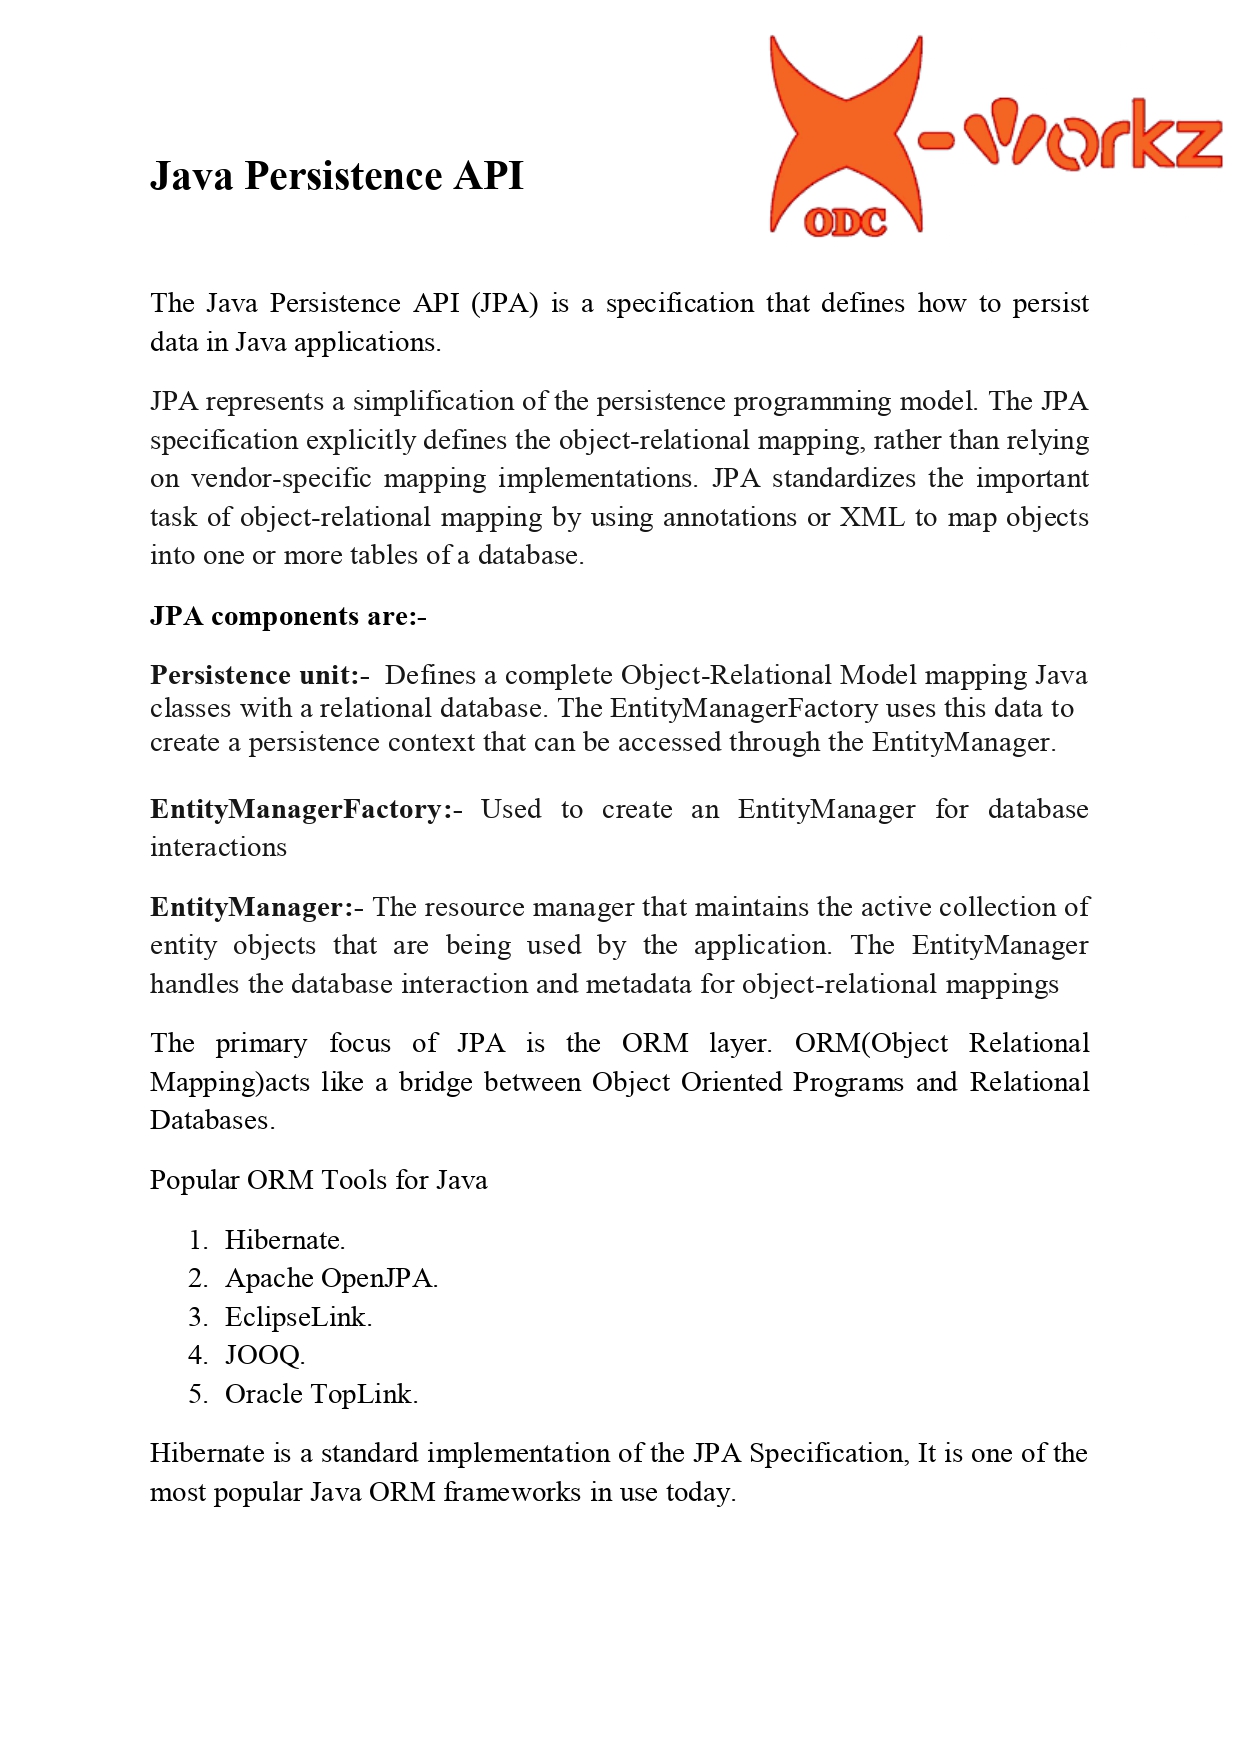 X-workz
ODC
Java Persistence API
The Java Persistence API (JPA) is a specification that defines how to persist
data in Java applications.
JPA represents a simplification of the persistence programming model. The JPA
specification explicitly defines the object-relational mapping, rather than relying
on vendor-specific mapping implementations. JPA standardizes the important
task of object-relational mapping by using annotations or XML to map objects
into one or more tables of a database.
JPA components are:-
Persistence unit:- Defines a complete Object-Relational Model mapping Java
classes with a relational database. The EntityManagerFactory uses this data to
create a persistence context that can be accessed through the EntityManager.
EntityManagerFactory:- Used to create an EntityManager for database
interactions
EntityManager:- The resource manager that maintains the active collection of
entity objects that are being used by the application. The EntityManager
handles the database interaction and metadata for object-relational mappings
The primary focus of JPA is the ORM layer. ORM(Object Relational
Mapping)acts like a bridge between Object Oriented Programs and Relational
Databases.
Popular ORM Tools for Java
1. Hibernate.
2. Apache OpenJPA.
3. EclipseLink.
4. JOOQ.
5. Oracle TopLink.
Hibernate is a standard implementation of the JPA Specification, It is one of the
most popular Java ORM frameworks in use today.